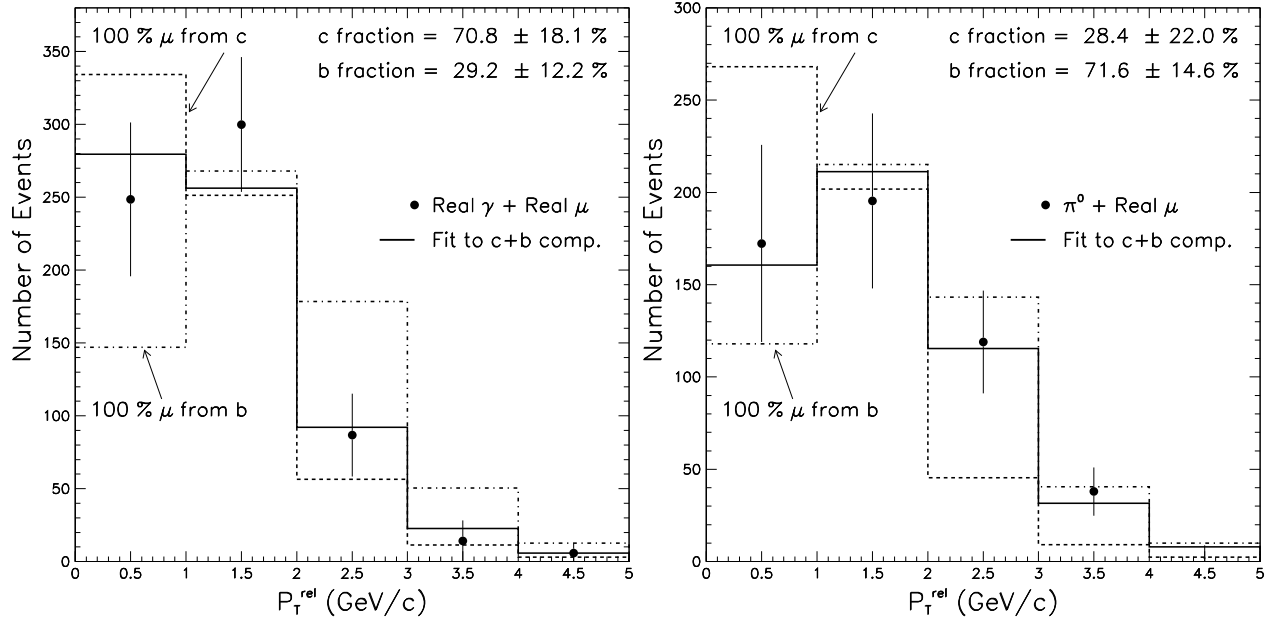 100 % μ from c
c fraction = 70.8 ± 18.1 %
b fraction = 29.2 ± 12.2 %
Real γ + Real μ
Fit to c+b comp.
100 % μ from b
Number of Events
350
300
250
200
150
100
50
0
0 0.5 1 1.5 2 2.5 3 3.5 4 4.5 5
P_T^rel (GeV/c)
100 % μ from c
c fraction = 28.4 ± 22.0 %
b fraction = 71.6 ± 14.6 %
π⁰ + Real μ
Fit to c+b comp.
100 % μ from b
Number of Events
300
250
200
150
100
50
0
0 0.5 1 1.5 2 2.5 3 3.5 4 4.5 5
P_T^rel (GeV/c)